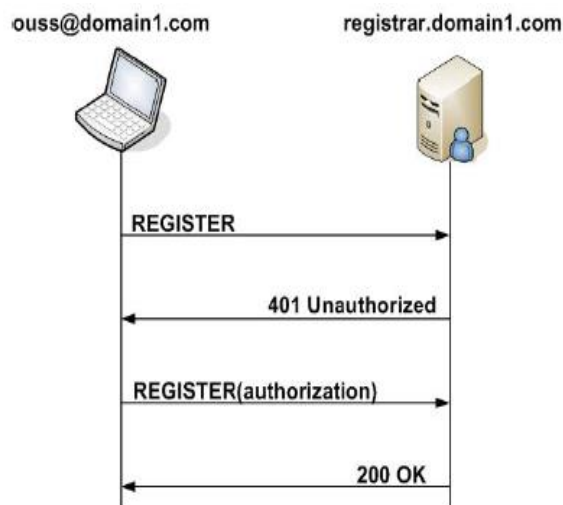 ouss@domain1.com
registrar.domain1.com
REGISTER
401 Unauthorized
REGISTER(authorization)
200 OK